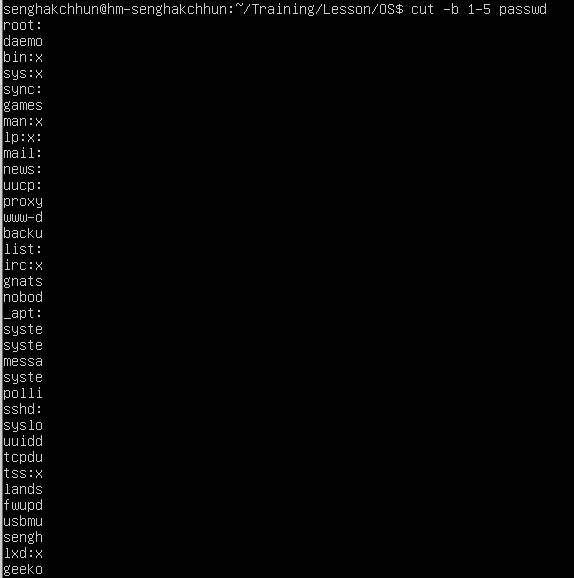 senghakchhun@hm-senghakchhun:~/Training/Lesson/OS$ cut -b 1-5 passwd
root:
daemo
bin:x
sys:x
sync:
games
man:x
lp:x:
mail:
news:
uucp:
proxy
www-d
backu
list:
irc:x
gnats
nobod
_apt:
syste
syste
messa
syste
polli
sshd:
syslo
uuidd
tcpdu
tss:x
lands
fwupd
usbmu
sengh
lxd:x
geeko